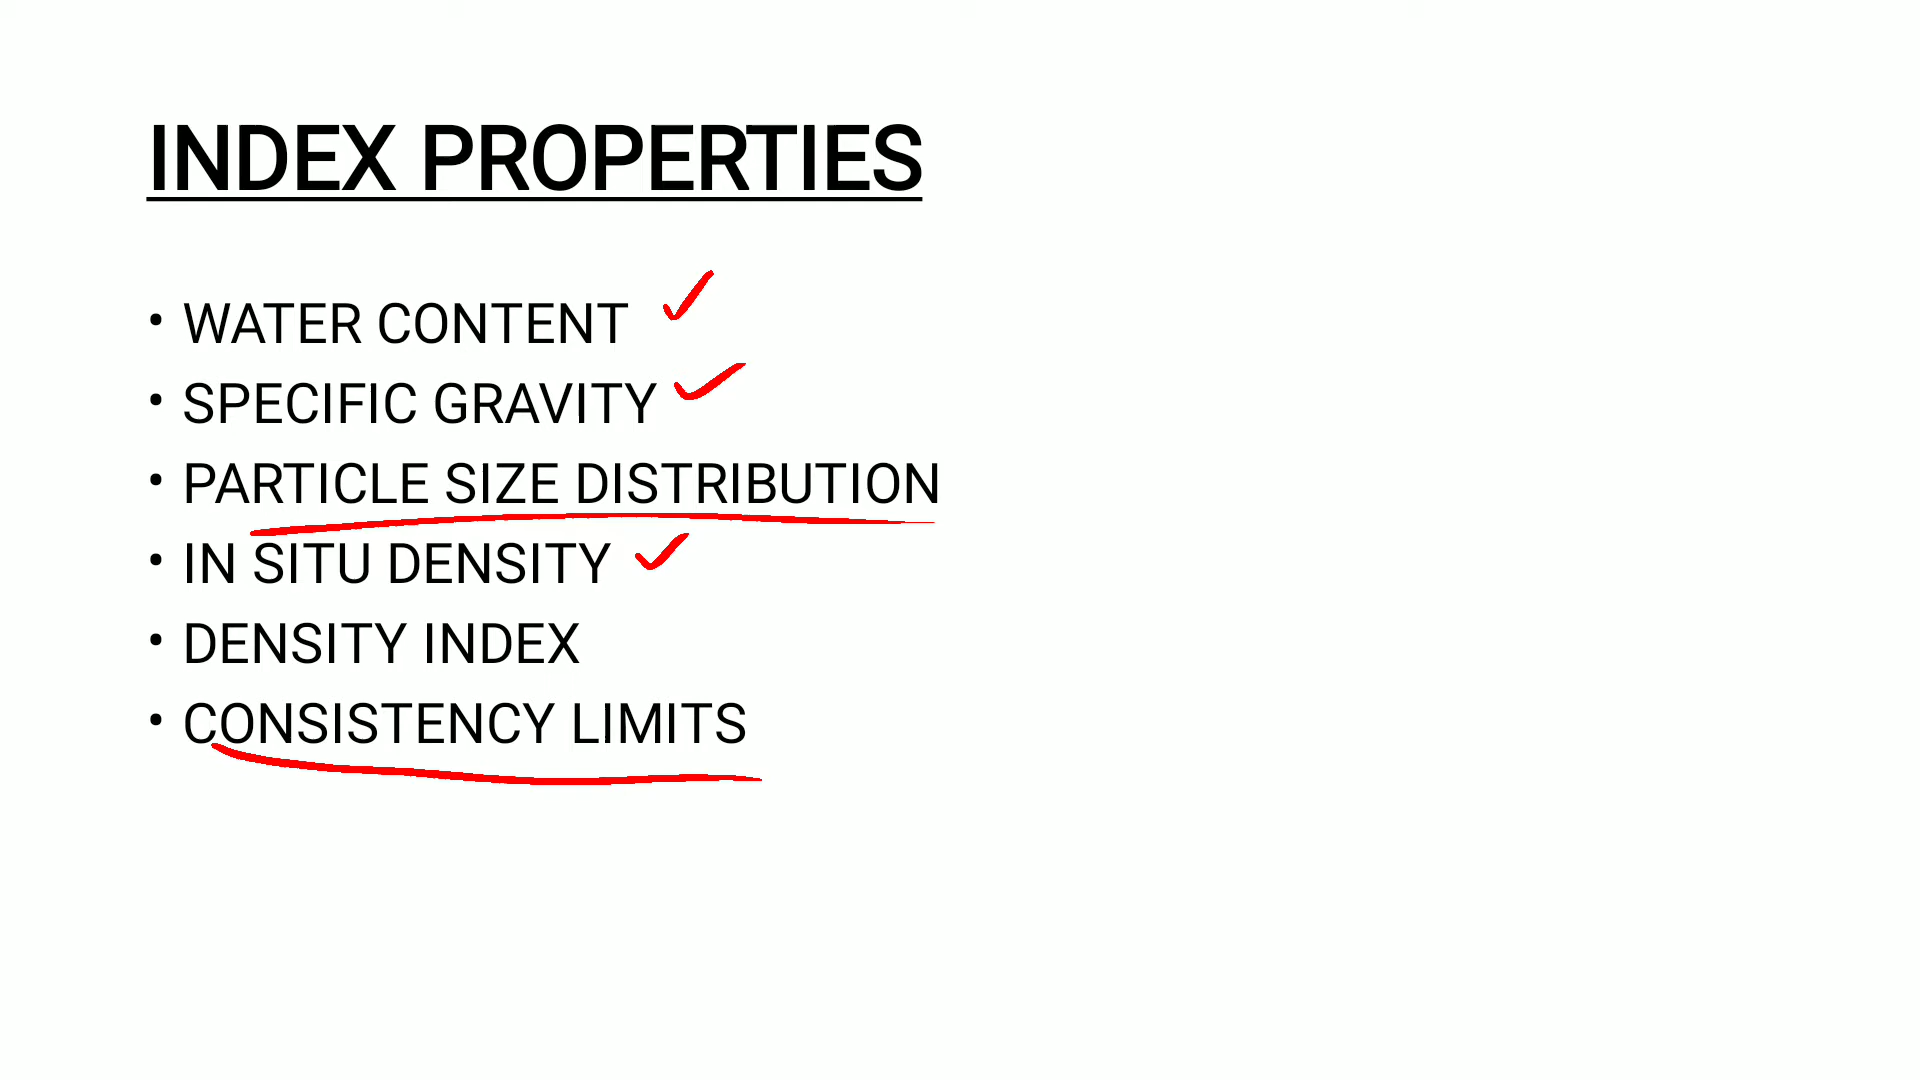 INDEX PROPERTIES
• WATER CONTENT
• SPECIFIC GRAVITY
• PARTICLE SIZE DISTRIBUTION
• IN SITU DENSITY
• DENSITY INDEX
• CONSISTENCY LIMITS